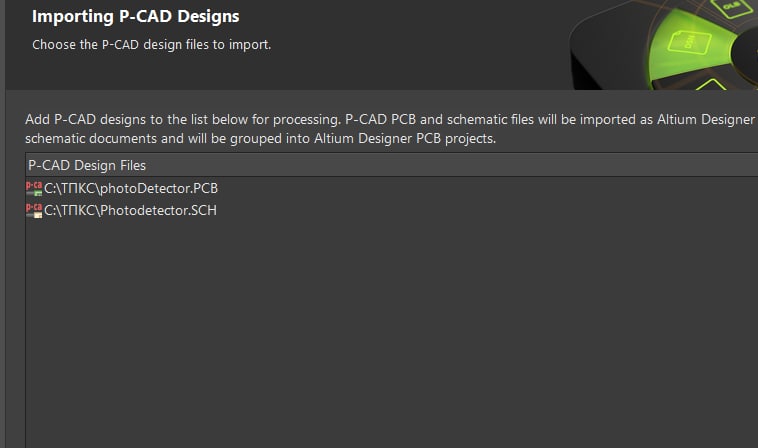 Importing P-CAD Designs
Choose the P-CAD design files to import.
Add P-CAD designs to the list below for processing. P-CAD PCB and schematic files will be imported as Altium Designer
schematic documents and will be grouped into Altium Designer PCB projects.
P-CAD Design Files
C:\ТПКС\photoDetector.PCB
C:\ТПКС\Photodetector.SCH